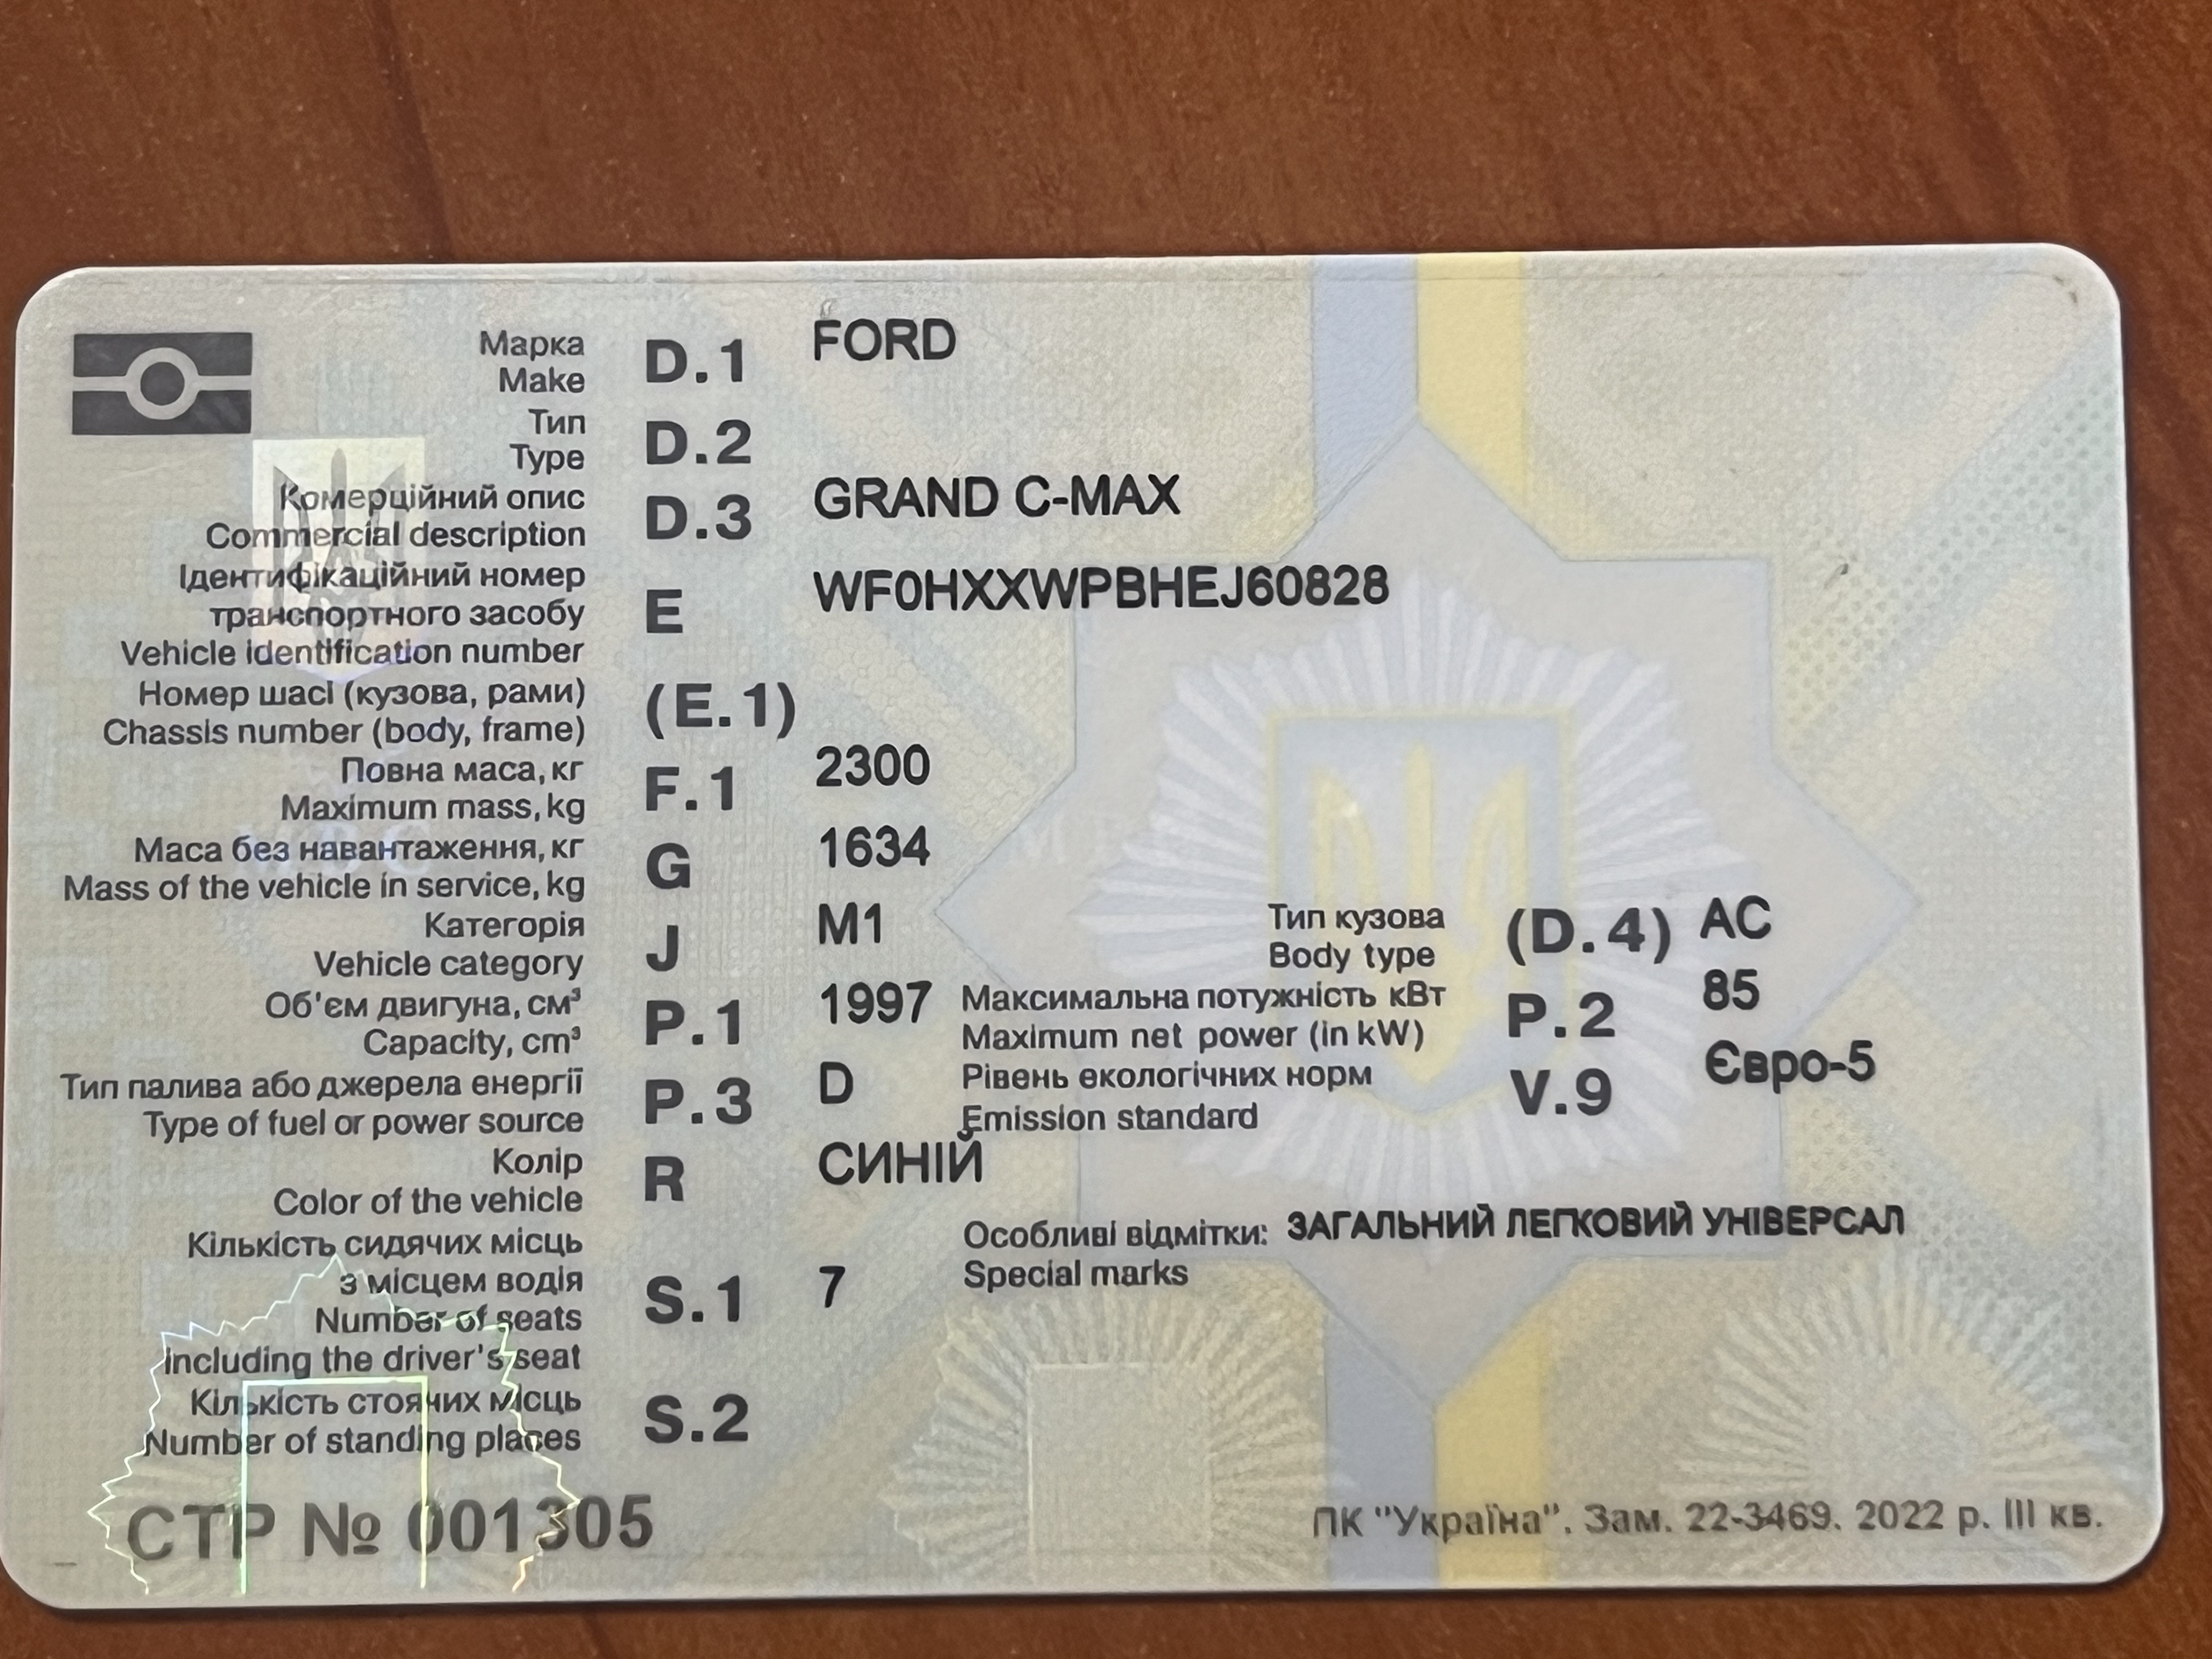 Марка
Make
D.1 FORD
Тип
Type
D.2
Комерційний опис
Commercial description
D.3 GRAND C-MAX
Ідентифікаційний номер
транспортного засобу
Vehicle identification number
E WF0HXXWPBHEJ60828
Номер шасі (кузова, рами)
Chassis number (body, frame)
(E.1)
Повна маса, кг
Maximum mass, kg
F.1 2300
Маса без навантаження, кг
Mass of the vehicle in service, kg
G 1634
Категорія
Vehicle category
J M1
Тип кузова
Body type
(D.4) AC
Об'єм двигуна, см³
Capacity, cm³
P.1 1997
Максимальна потужність кВт
Maximum net power (in kW)
P.2 85
Тип палива або джерела енергії
Type of fuel or power source
P.3 D
Рівень екологічних норм
Emission standard
V.9 Євро-5
Колір
Color of the vehicle
R СИНІЙ
Кількість сидячих місць
з місцем водія
Number of seats
including the driver's seat
S.1 7
Особливі відмітки: ЗАГАЛЬНИЙ ЛЕГКОВИЙ УНІВЕРСАЛ
Special marks
Кількість стоячих місць
Number of standing places
S.2
СТР № 001305
ПК "Україна". Зам. 22-3469. 2022 р. III кв.